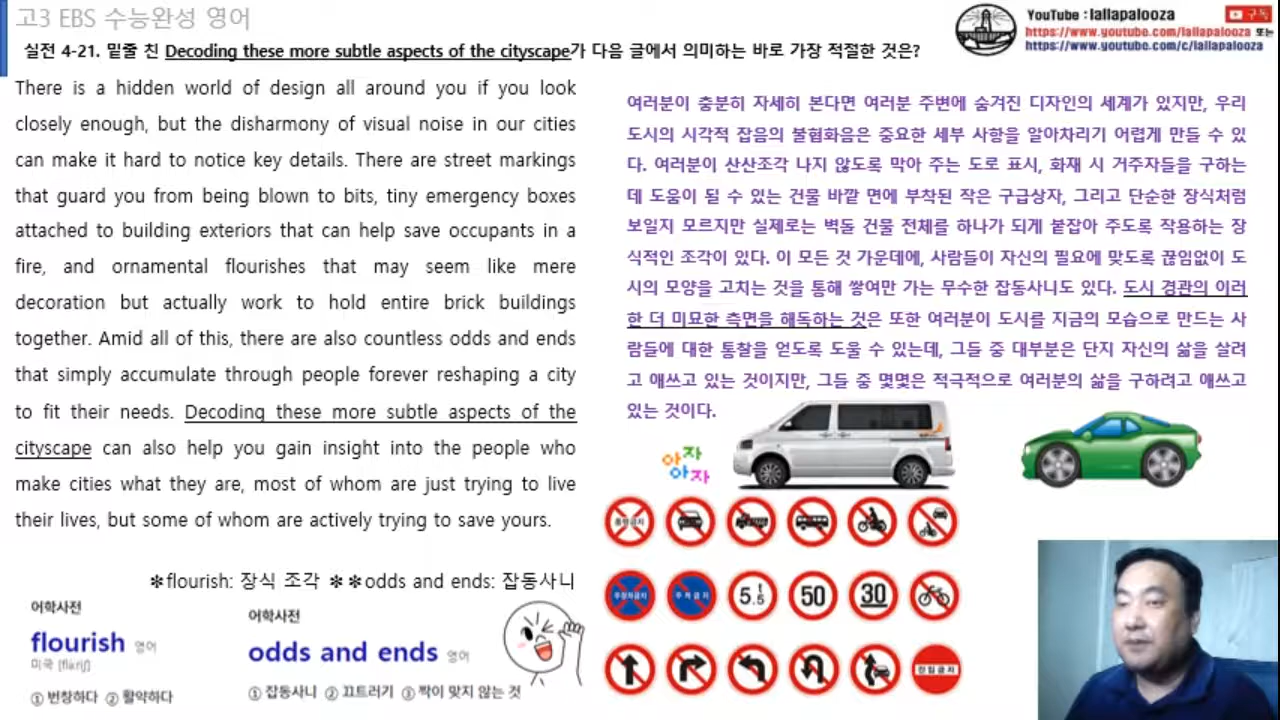 고3 EBS 수능완성 영어
YouTube : lallapalooza
구독
https://www.youtube.com/lallapalooza 또는
https://www.youtube.com/c/lallapalooza
실전 4-21. 밑줄 친 Decoding these more subtle aspects of the cityscape가 다음 글에서 의미하는 바로 가장 적절한 것은?
There is a hidden world of design all around you if you look
closely enough, but the disharmony of visual noise in our cities
can make it hard to notice key details. There are street markings
that guard you from being blown to bits, tiny emergency boxes
attached to building exteriors that can help save occupants in a
fire, and ornamental flourishes that may seem like mere
decoration but actually work to hold entire brick buildings
together. Amid all of this, there are also countless odds and ends
that simply accumulate through people forever reshaping a city
to fit their needs. Decoding these more subtle aspects of the
cityscape can also help you gain insight into the people who
make cities what they are, most of whom are just trying to live
their lives, but some of whom are actively trying to save yours.
✻flourish: 장식 조각 ✻✻odds and ends: 잡동사니
어학사전
flourish 영어
미국
① 번창하다 ② 활약하다
어학사전
odds and ends 영어
① 잡동사니 ② 끄트러기 ③ 짝이 맞지 않는 것
여러분이 충분히 자세히 본다면 여러분 주변에 숨겨진 디자인의 세계가 있지만, 우리
도시의 시각적 잡음의 불협화음은 중요한 세부 사항을 알아차리기 어렵게 만들 수 있
다. 여러분이 산산조각 나지 않도록 막아 주는 도로 표시, 화재 시 거주자들을 구하는
데 도움이 될 수 있는 건물 바깥 면에 부착된 작은 구급상자, 그리고 단순한 장식처럼
보일지 모르지만 실제로는 벽돌 건물 전체를 하나가 되게 붙잡아 주도록 작용하는 장
식적인 조각이 있다. 이 모든 것 가운데에, 사람들이 자신의 필요에 맞도록 끊임없이 도
시의 모양을 고치는 것을 통해 쌓여만 가는 무수한 잡동사니도 있다. 도시 경관의 이러
한 더 미묘한 측면을 해독하는 것은 또한 여러분이 도시를 지금의 모습으로 만드는 사
람들에 대한 통찰을 얻도록 도울 수 있는데, 그들 중 대부분은 단지 자신의 삶을 살려
고 애쓰고 있는 것이지만, 그들 중 몇몇은 적극적으로 여러분의 삶을 구하려고 애쓰고
있는 것이다.
아자
아자
통행금지
주정차금지
주차금지
5.5t
50
30
진입금지